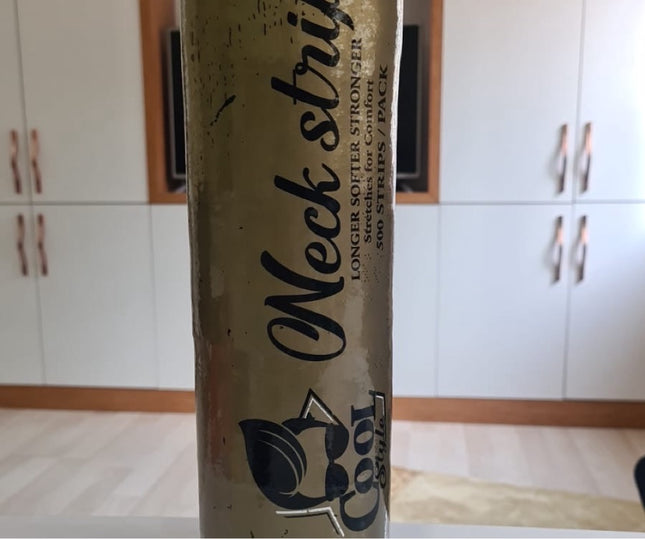 Neck strip
LONGER SOFTER STRONGER
Stretches for Comfort
500 STRIPS / PACK
COOL
Style